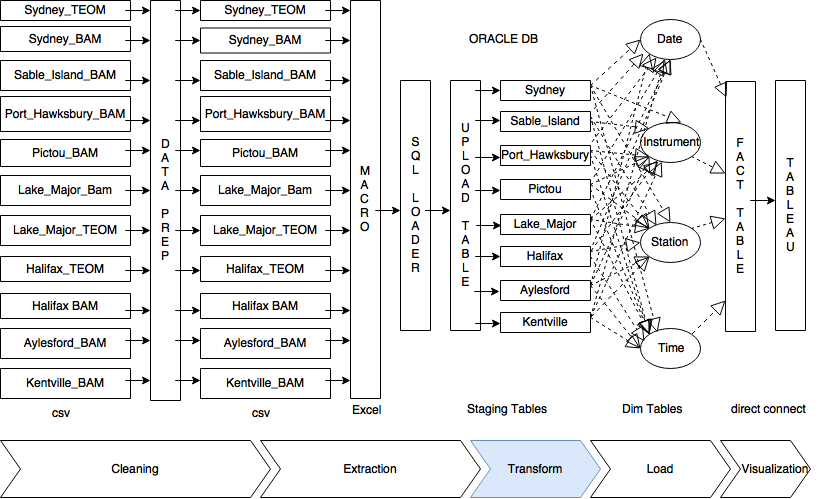 Sydney_TEOM
Sydney_BAM
Sable_Island_BAM
Port_Hawksbury_BAM
Pictou_BAM
Lake_Major_Bam
Lake_Major_TEOM
Halifax_TEOM
Halifax BAM
Aylesford_BAM
Kentville_BAM
csv
DATA PREP
Sydney_TEOM
Sydney_BAM
Sable_Island_BAM
Port_Hawksbury_BAM
Pictou_BAM
Lake_Major_Bam
Lake_Major_TEOM
Halifax_TEOM
Halifax BAM
Aylesford_BAM
Kentville_BAM
csv
MACRO
Excel
ORACLE DB
SQL LOADER
UPLOAD TABLE
Sydney
Sable_Island
Port_Hawksbury
Pictou
Lake_Major
Halifax
Aylesford
Kentville
Staging Tables
Date
Instrument
Station
Time
Dim Tables
FACT TABLE
TABLEAU
direct connect
Cleaning
Extraction
Transform
Load
Visualization